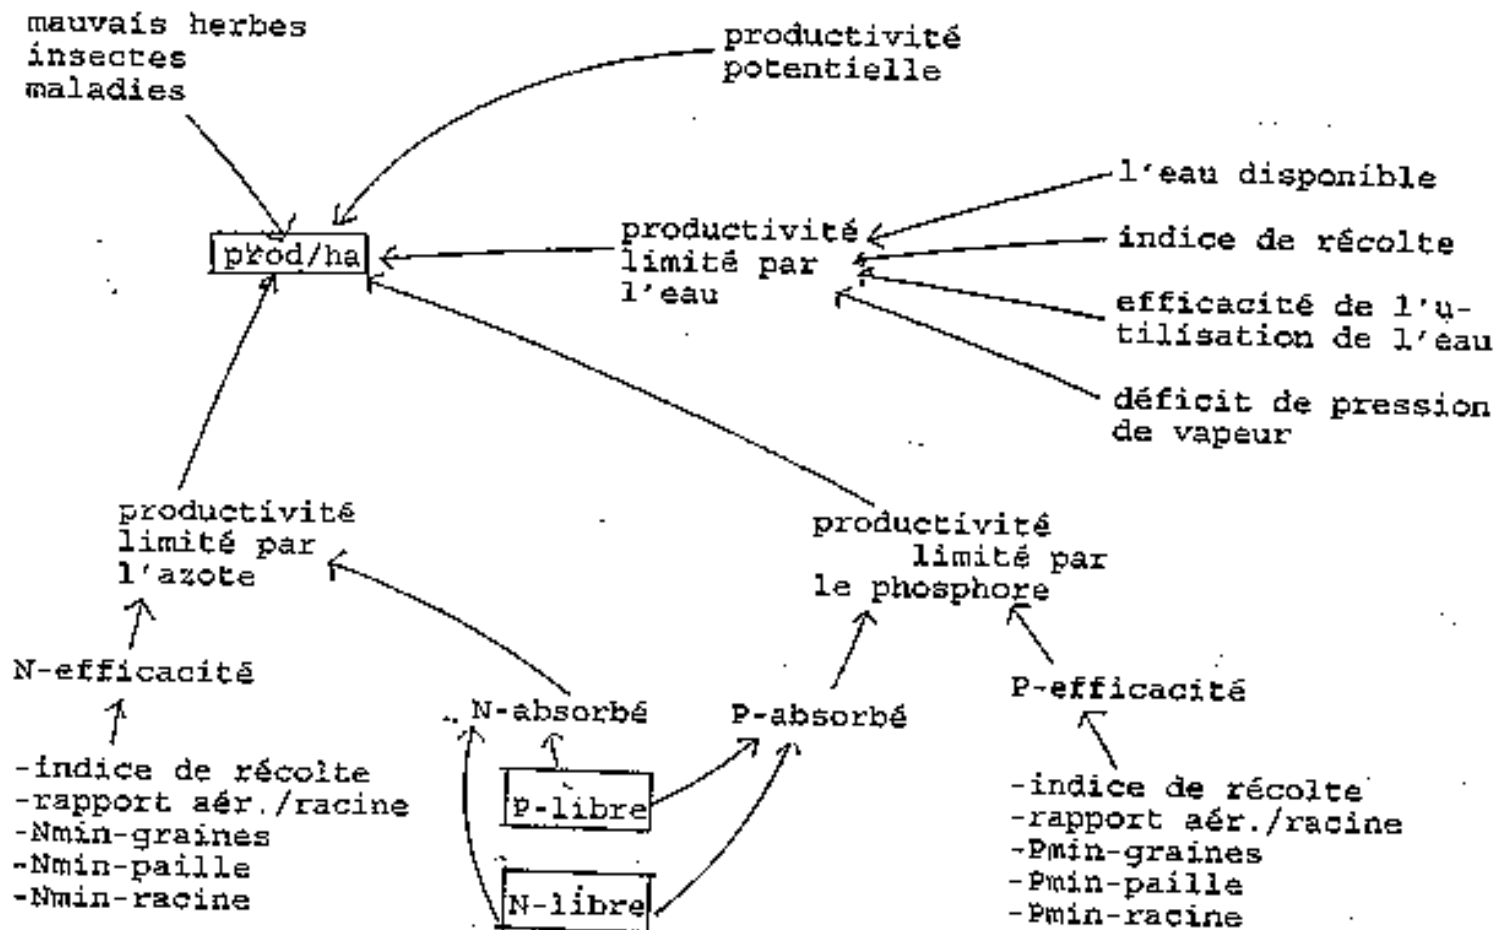 mauvais herbes
insectes
maladies
productivité
potentielle
l'eau disponible
prod/ha
productivité
limité par
l'eau
indice de récolte
efficacité de l'u-
tilisation de l'eau
déficit de pression
de vapeur
productivité
limité par
l'azote
productivité
limité par
le phosphore
N-efficacité
N-absorbé
P-absorbé
P-efficacité
-indice de récolte
-rapport aér./racine
-Nmin-graines
-Nmin-paille
-Nmin-racine
P-libre
N-libre
-indice de récolte
-rapport aér./racine
-Pmin-graines
-Pmin-paille
-Pmin-racine